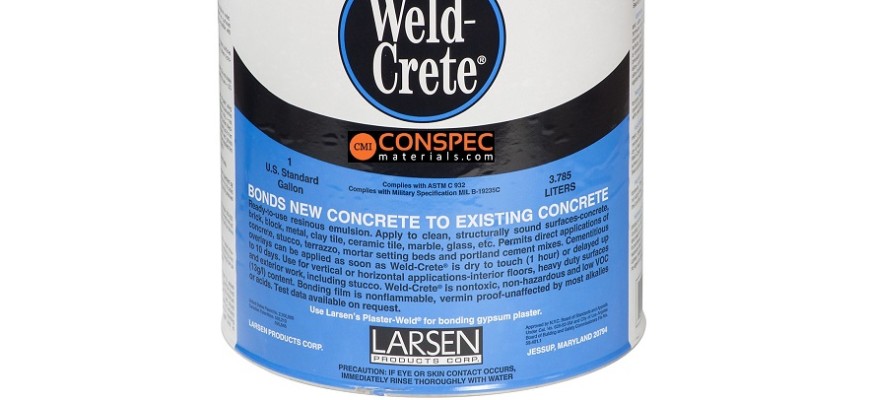 Weld-
Crete®
CMI CONSPEC
materials.com
1
U.S. Standard
Gallon
Complies with ASTM C 932
Complies with Military Specification MIL B-19235C
3.785
LITERS
BONDS NEW CONCRETE TO EXISTING CONCRETE
Ready-to-use resinous emulsion. Apply to clean, structurally sound surfaces-concrete,
brick, block, metal, clay tile, ceramic tile, marble, glass, etc. Permits direct applications of
concrete, stucco, terrazzo, mortar setting beds and portland cement mixes. Cementitious
overlays can be applied as soon as Weld-Crete® is dry to touch (1 hour) or delayed up
to 10 days. Use for vertical or horizontal applications-interior floors, heavy duty surfaces
and exterior work, including stucco. Weld-Crete® is nontoxic, non-hazardous and low VOC
(13g/l) content. Bonding film is nonflammable, vermin proof-unaffected by most alkalies
or acids. Test data available on request.
Use Larsen's Plaster-Weld® for bonding gypsum plaster.
LARSEN PRODUCTS CORP.
LARSEN
PRODUCTS CORP.
JESSUP, MARYLAND 20794
PRECAUTION: IF EYE OR SKIN CONTACT OCCURS,
IMMEDIATELY RINSE THOROUGHLY WITH WATER